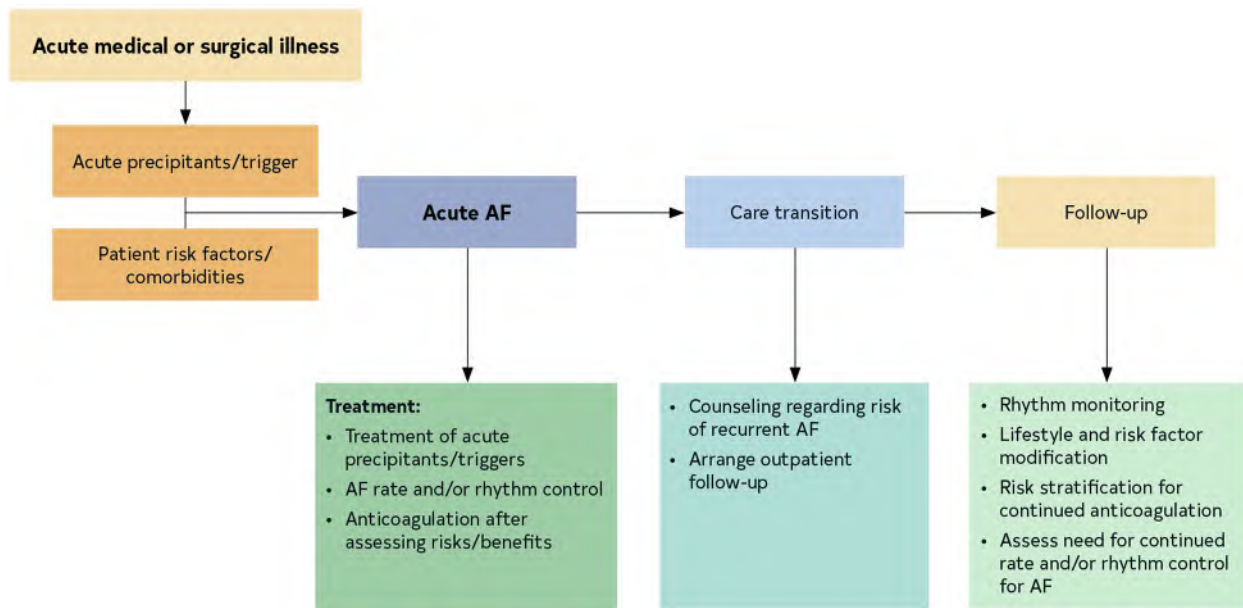 Acute medical or surgical illness
Acute precipitants/trigger
Patient risk factors/
comorbidities
Acute AF
Care transition
Follow-up
Treatment:
• Treatment of acute
precipitants/triggers
• AF rate and/or rhythm control
• Anticoagulation after
assessing risks/benefits
• Counseling regarding risk
of recurrent AF
• Arrange outpatient
follow-up
• Rhythm monitoring
• Lifestyle and risk factor
modification
• Risk stratification for
continued anticoagulation
• Assess need for continued
rate and/or rhythm control
for AF